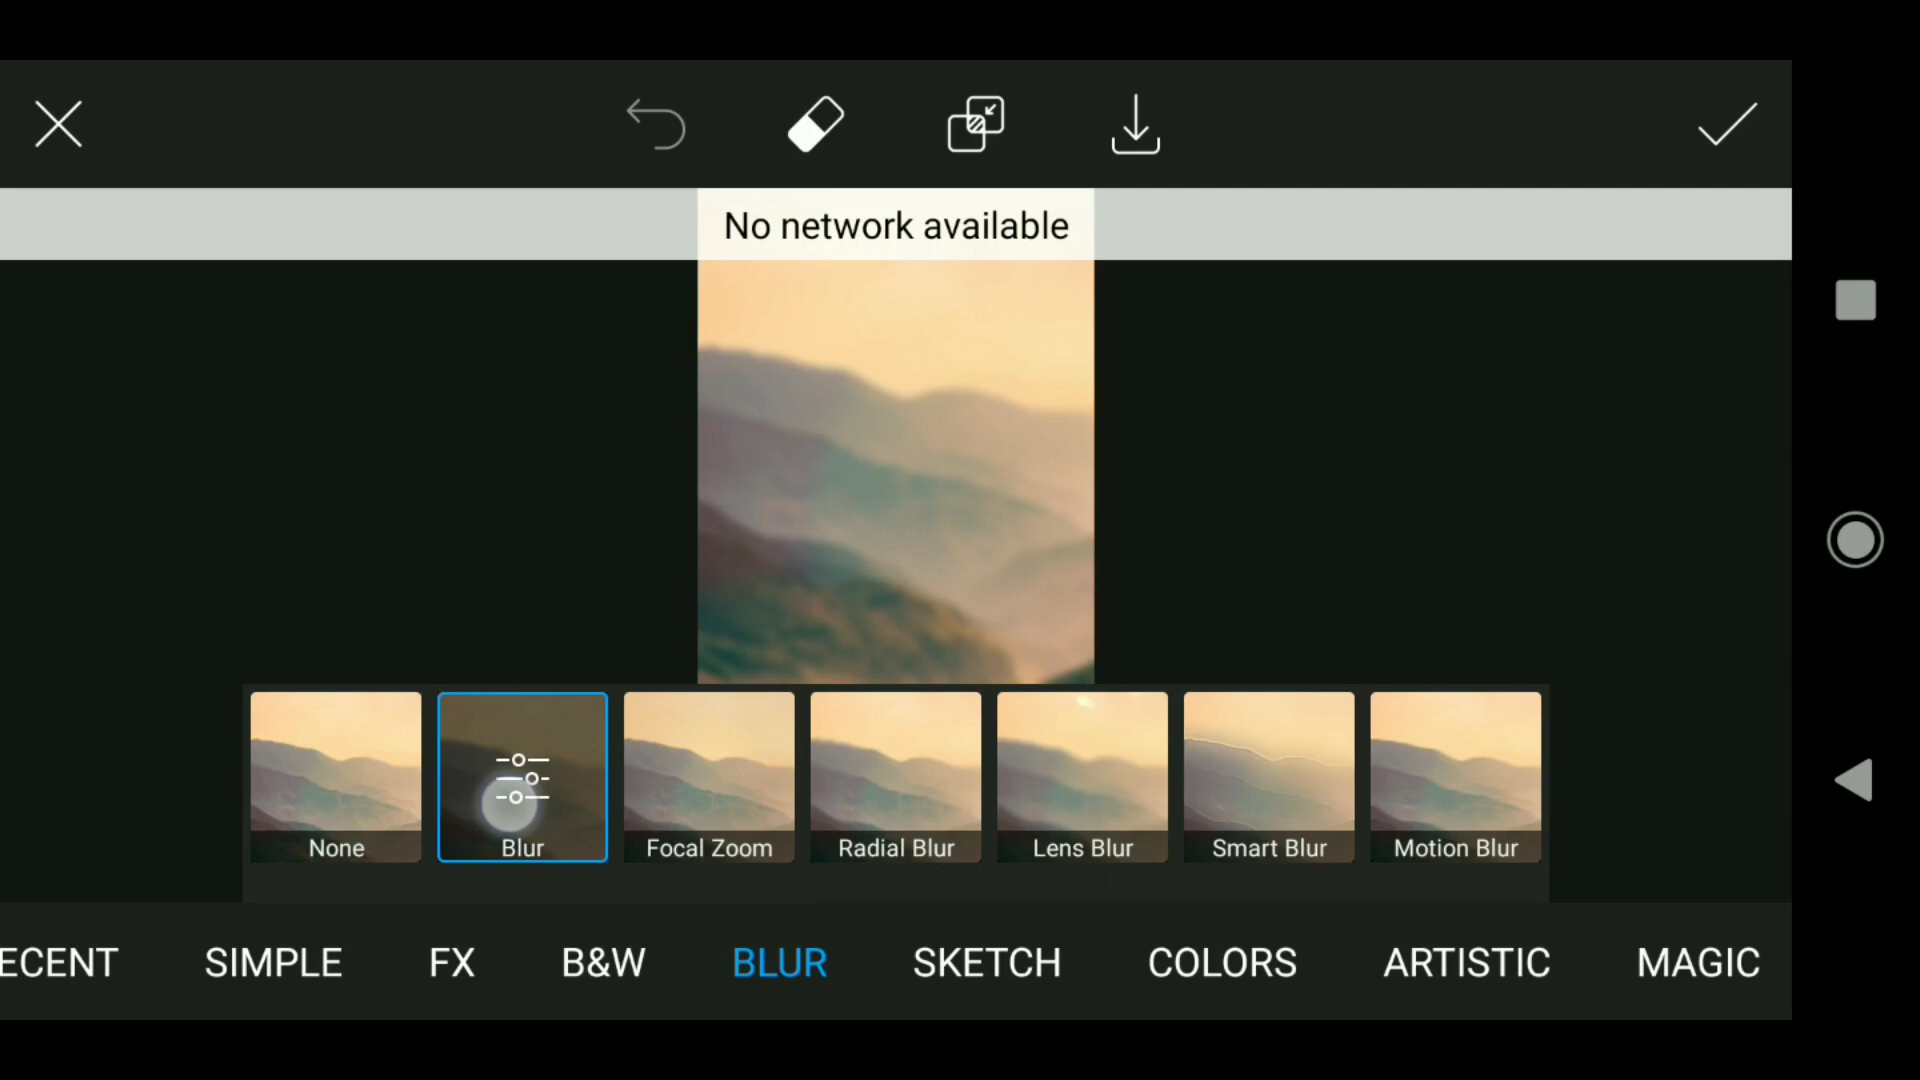 No network available
None
Blur
Focal Zoom
Radial Blur
Lens Blur
Smart Blur
Motion Blur
ECENT
SIMPLE
FX
B&W
BLUR
SKETCH
COLORS
ARTISTIC
MAGIC